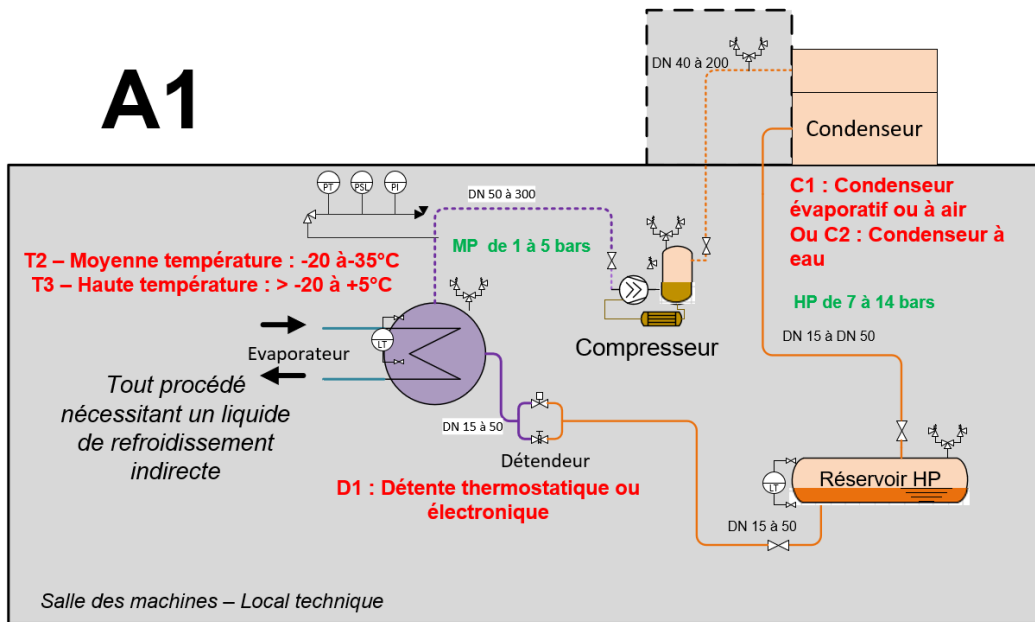 A1
DN 40 à 200
Condenseur
C1 : Condenseur
évaporatif ou à air
Ou C2 : Condenseur à
eau
PT
PSL
PI
DN 50 à 300
MP de 1 à 5 bars
T2 – Moyenne température : -20 à-35°C
T3 – Haute température : > -20 à +5°C
HP de 7 à 14 bars
DN 15 à DN 50
Compresseur
LT
Evaporateur
Tout procédé
nécessitant un liquide
de refroidissement
indirecte
DN 15 à 50
Détendeur
D1 : Détente thermostatique ou
électronique
LT
Réservoir HP
DN 15 à 50
Salle des machines – Local technique